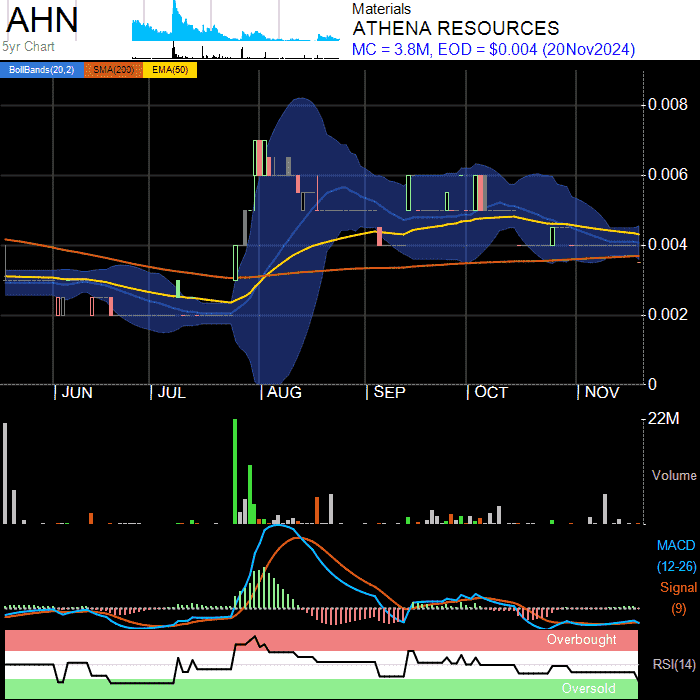 AHN
5yr Chart
Materials
ATHENA RESOURCES
MC = 3.8M, EOD = $0.004 (20Nov2024)
BollBands(20,2) SMA(200) EMA(50)
0.008
0.006
0.004
0.002
0
JUN JUL AUG SEP OCT NOV
22M
Volume
MACD
(12-26)
Signal
(9)
Overbought
RSI(14)
Oversold